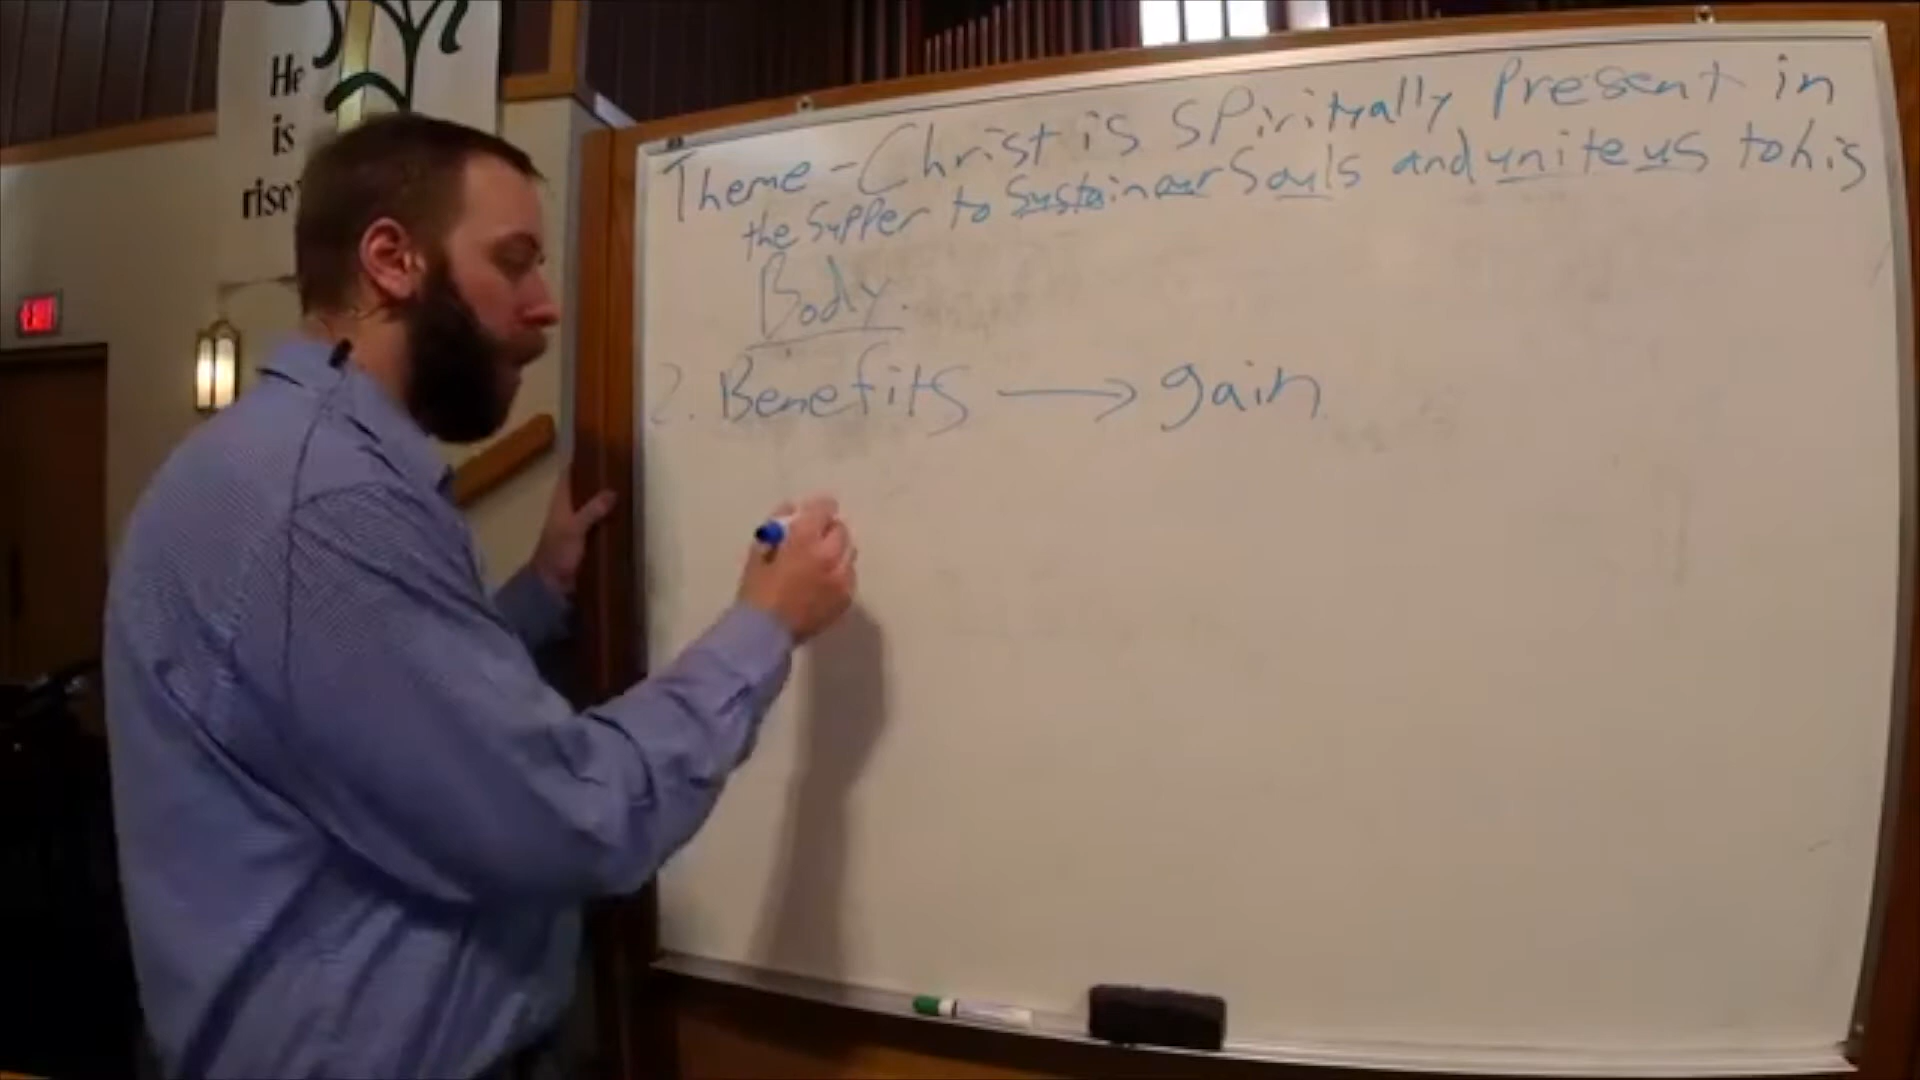 He
is
rise
Theme - Christ is spiritually Present in
the Supper to Sustain our Souls and unite us to his
Body.
2. Benefits → gain